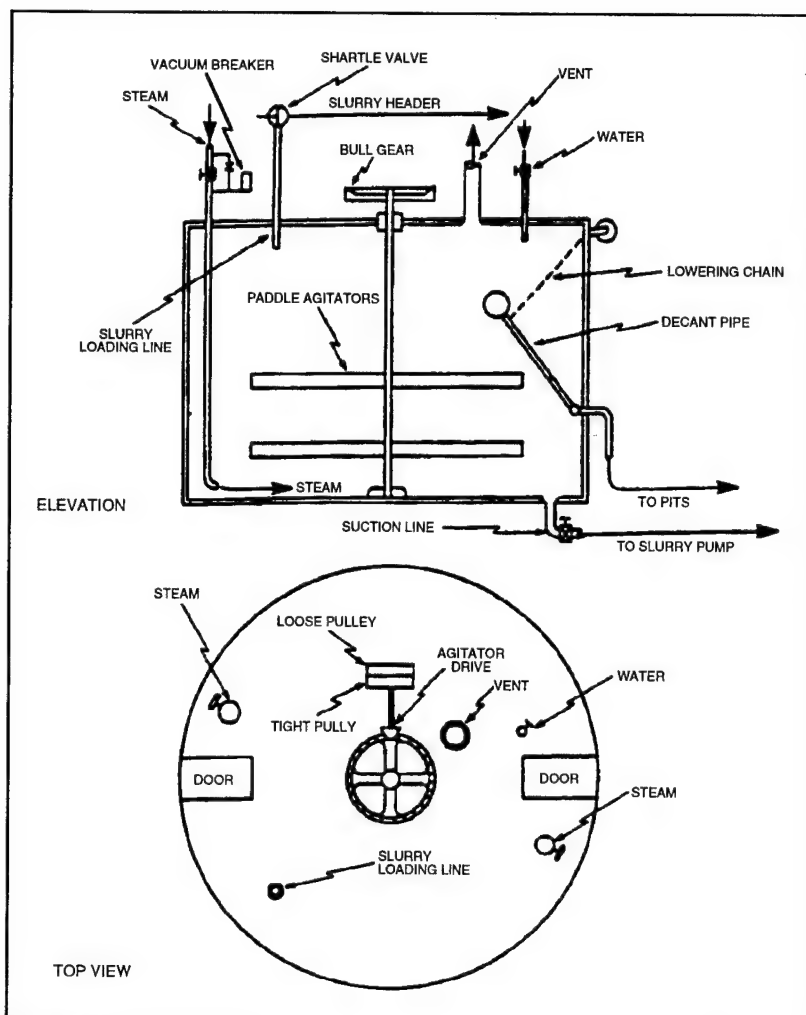 SHARTLE VALVE
VACUUM BREAKER
STEAM
SLURRY HEADER
VENT
BULL GEAR
WATER
LOWERING CHAIN
PADDLE AGITATORS
DECANT PIPE
SLURRY
LOADING LINE
ELEVATION
STEAM
TO PITS
SUCTION LINE
TO SLURRY PUMP
STEAM
LOOSE PULLEY
AGITATOR
DRIVE
VENT
WATER
TIGHT PULLY
DOOR
DOOR
STEAM
SLURRY
LOADING LINE
TOP VIEW